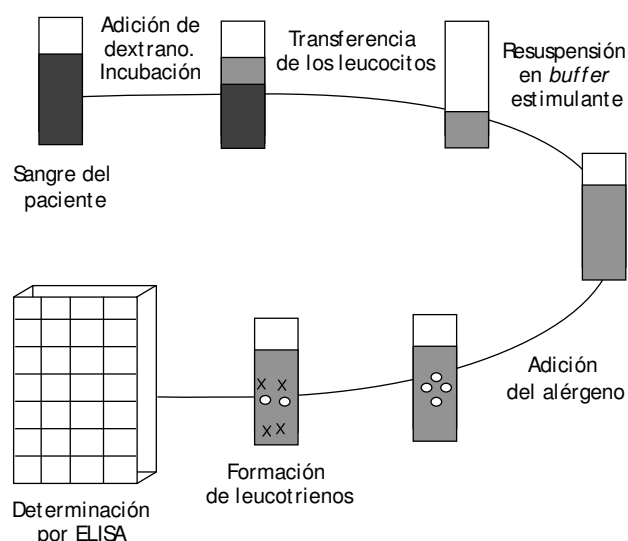 Adición de
dextrano.
Incubación
Transferencia
de los leucocitos
Resuspensión
en buffer
estimulante
Sangre del
paciente
Adición
del alérgeno
Formación
de leucotrienos
Determinación
por ELISA
x x
x x